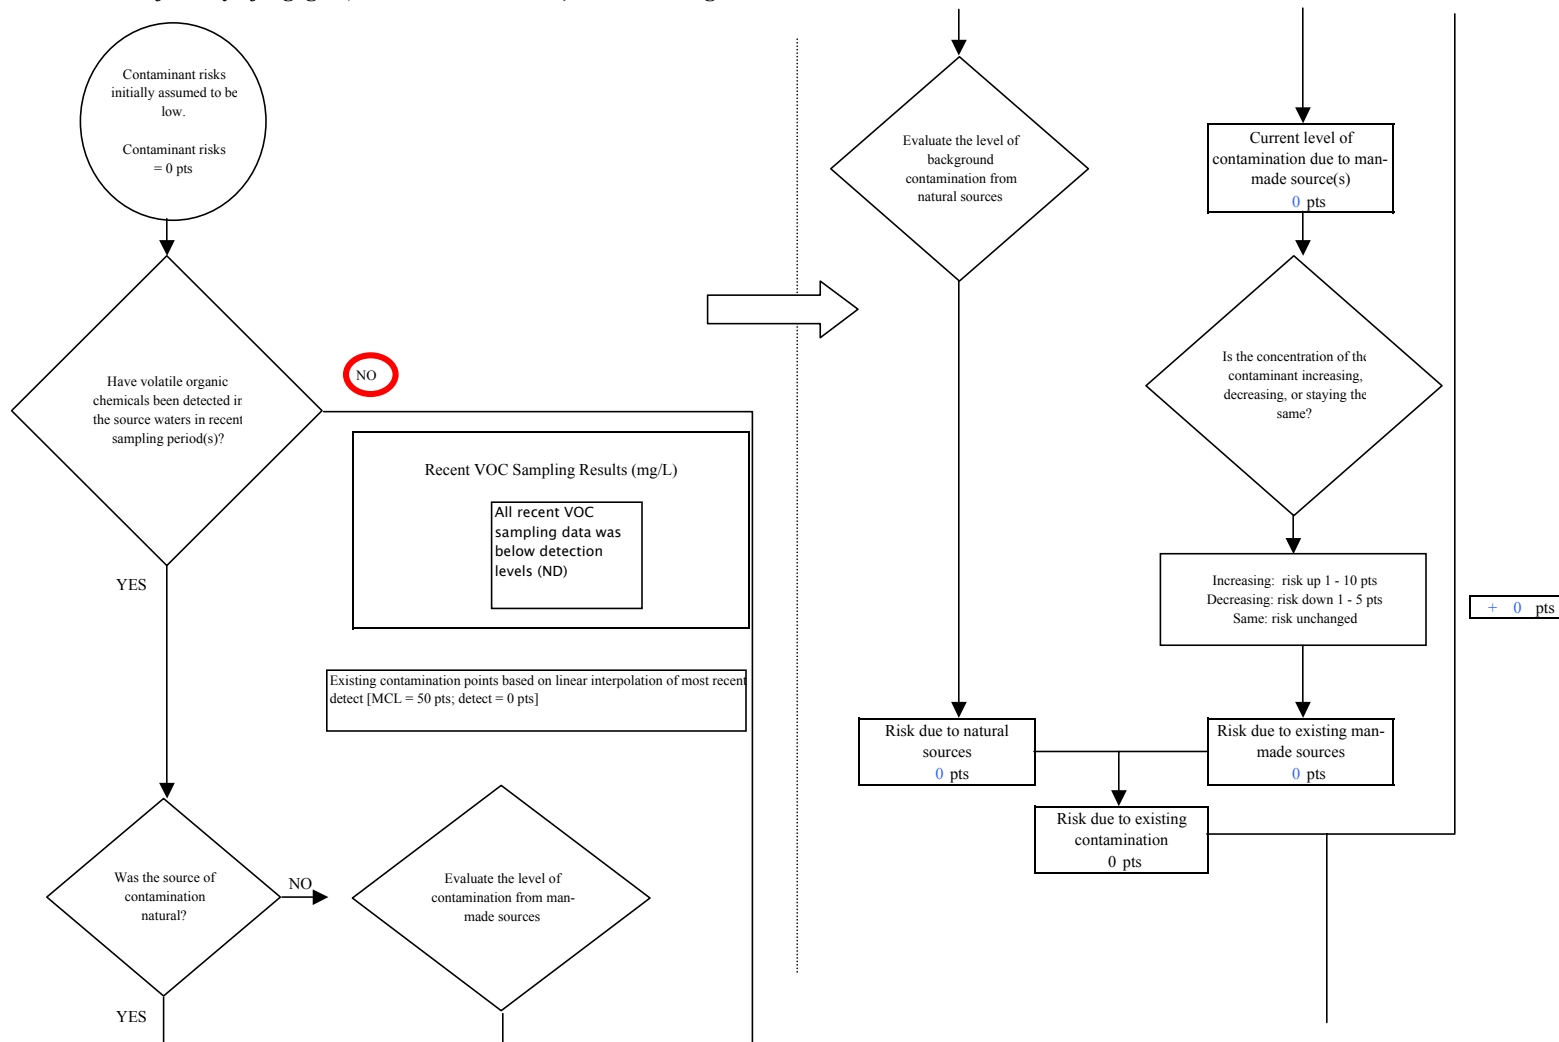 Contaminant risks
initially assumed to be
low.
Contaminant risks
= 0 pts
Have volatile organic
chemicals been detected in
the source waters in recent
sampling period(s)?
NO
Recent VOC Sampling Results (mg/L)
All recent VOC
sampling data was
below detection
levels (ND)
YES
Existing contamination points based on linear interpolation of most recent
detect [MCL = 50 pts; detect = 0 pts]
Was the source of
contamination
natural?
NO
Evaluate the level of
contamination from man-
made sources
YES
Evaluate the level of
background
contamination from
natural sources
Current level of
contamination due to man-
made source(s)
0 pts
Is the concentration of the
contaminant increasing,
decreasing, or staying the
same?
Increasing: risk up 1 - 10 pts
Decreasing: risk down 1 - 5 pts
Same: risk unchanged
+ 0 pts
Risk due to natural
sources
0 pts
Risk due to existing man-
made sources
0 pts
Risk due to existing
contamination
0 pts